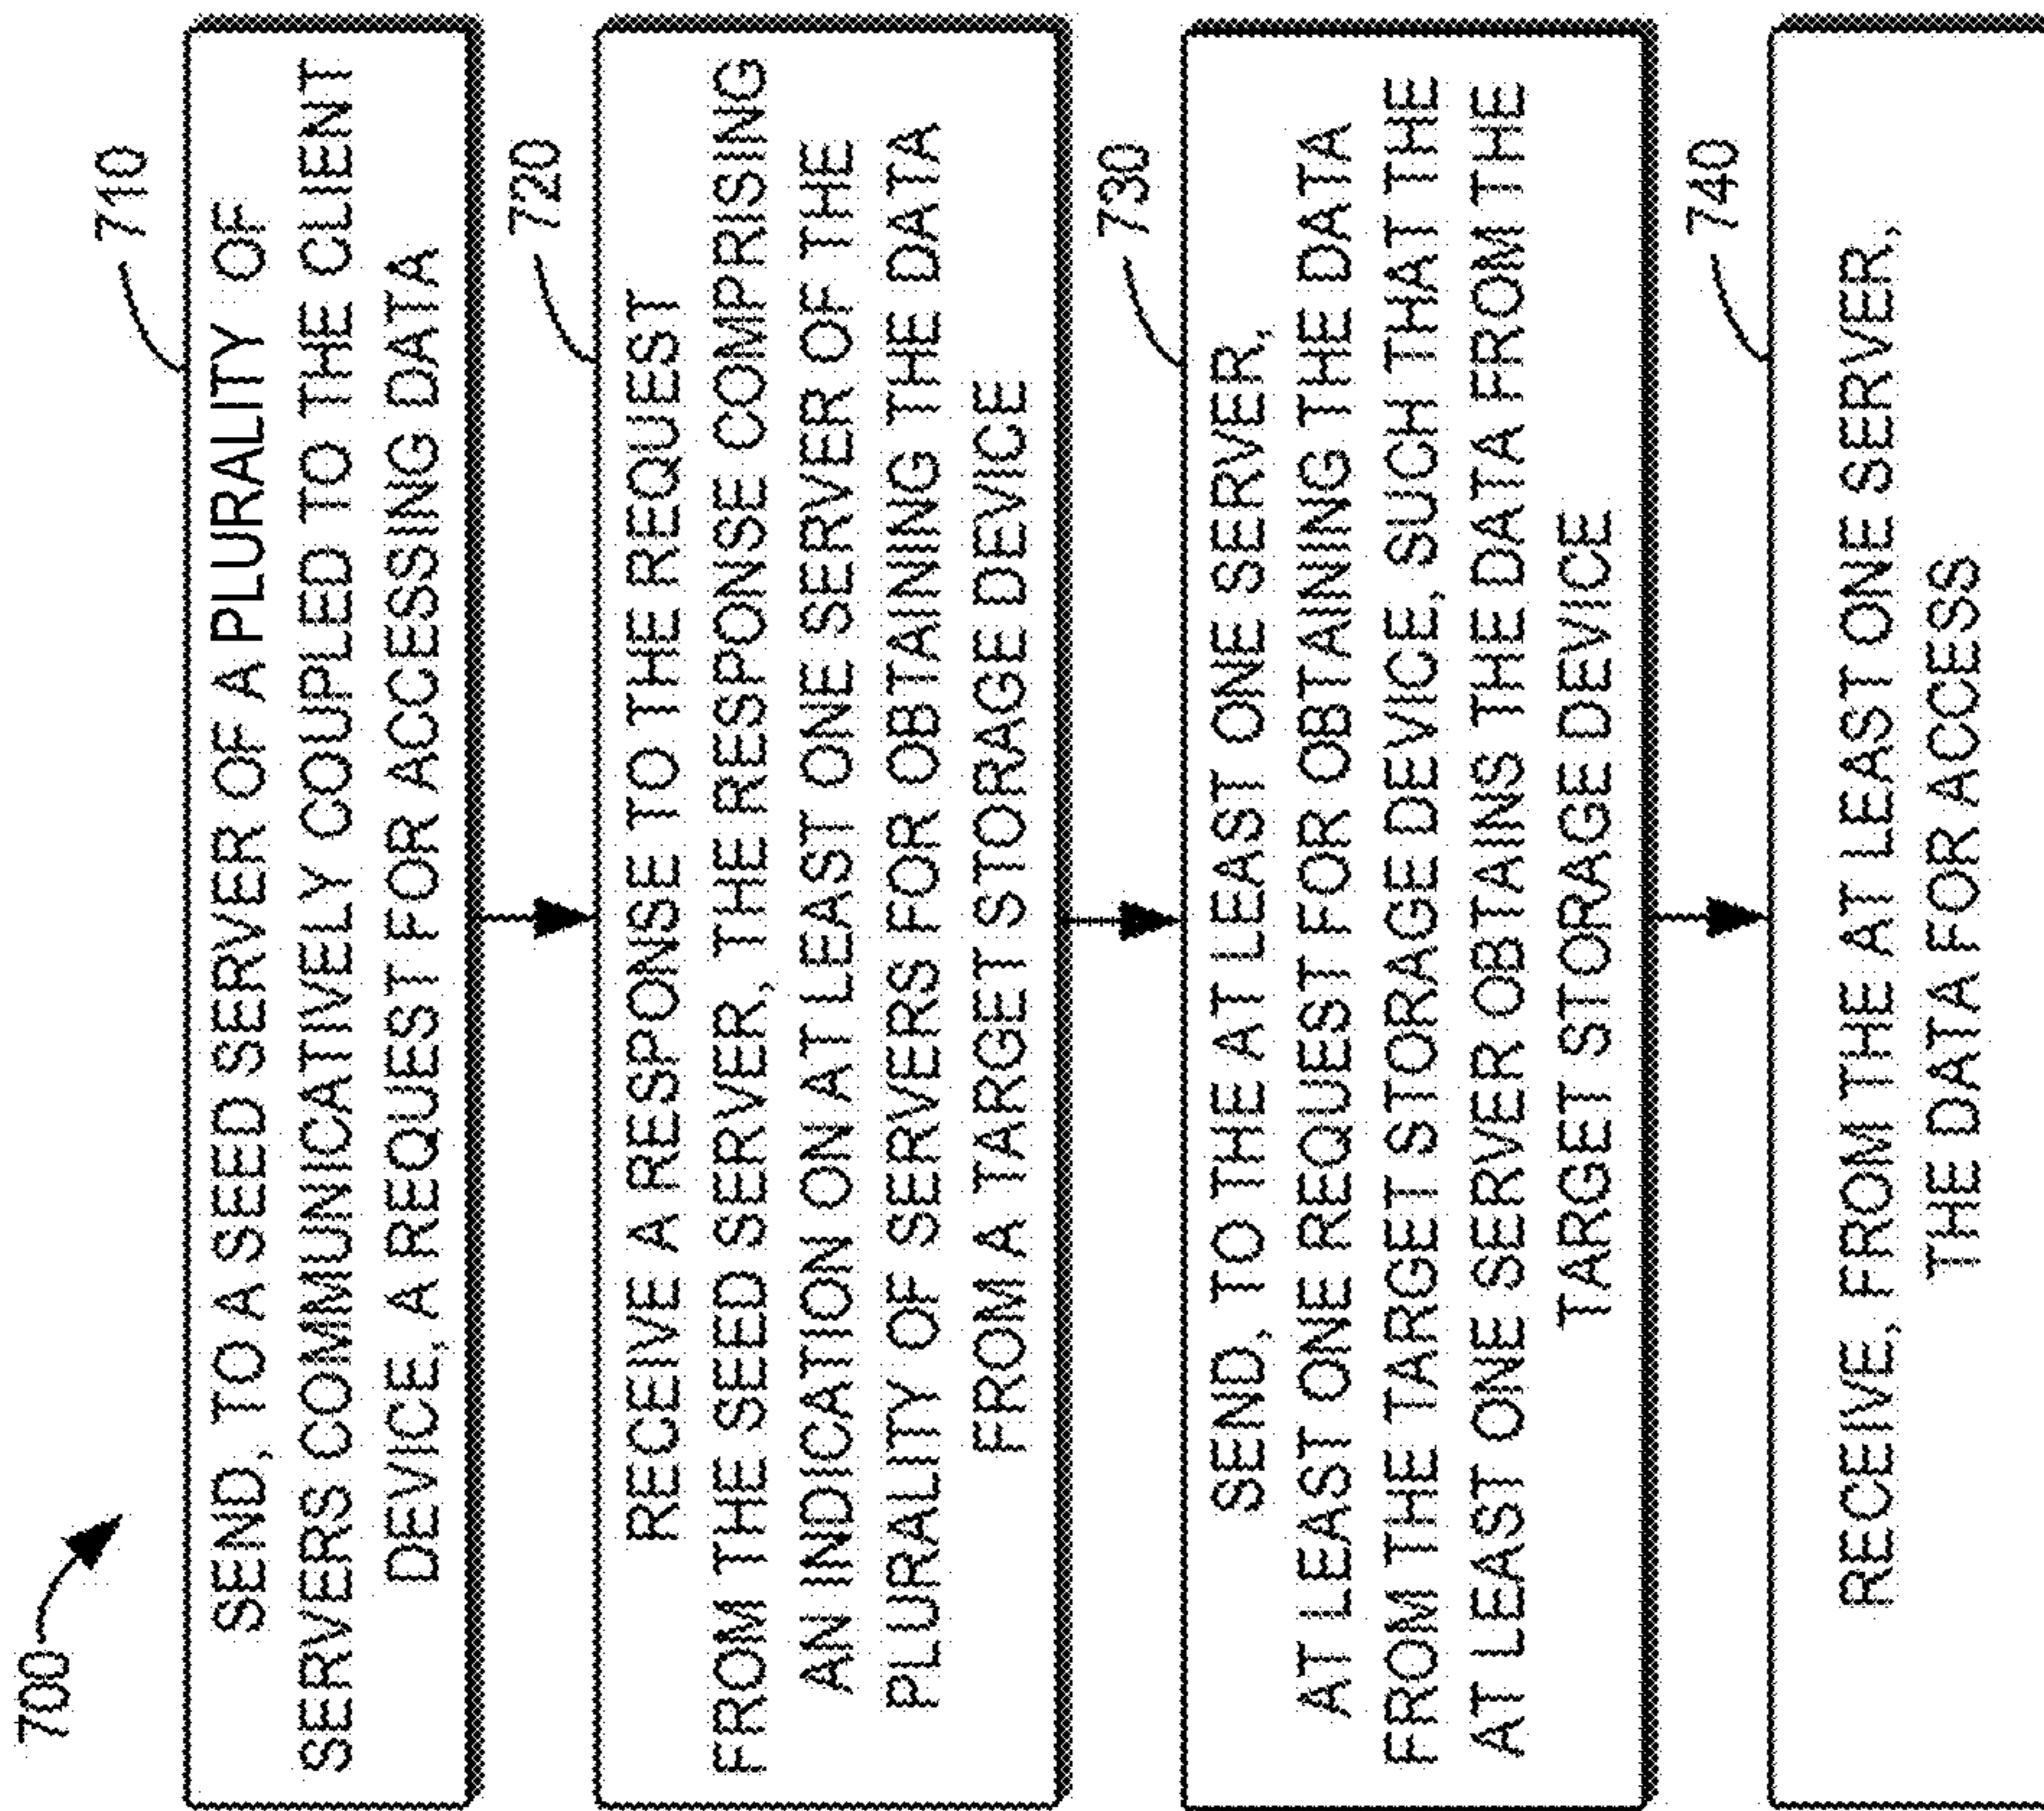 700
710
SEND, TO A SEED SERVER OF A PLURALITY OF
SERVERS COMMUNICATIVELY COUPLED TO THE CLIENT
DEVICE, A REQUEST FOR ACCESSING DATA
720
RECEIVE A RESPONSE TO THE REQUEST
FROM THE SEED SERVER, THE RESPONSE COMPRISING
AN INDICATION ON AT LEAST ONE SERVER OF THE
PLURALITY OF SERVERS FOR OBTAINING THE DATA
FROM A TARGET STORAGE DEVICE
730
SEND, TO THE AT LEAST ONE SERVER,
AT LEAST ONE REQUEST FOR OBTAINING THE DATA
FROM THE TARGET STORAGE DEVICE, SUCH THAT THE
AT LEAST ONE SERVER OBTAINS THE DATA FROM THE
TARGET STORAGE DEVICE
740
RECEIVE, FROM THE AT LEAST ONE SERVER,
THE DATA FOR ACCESS